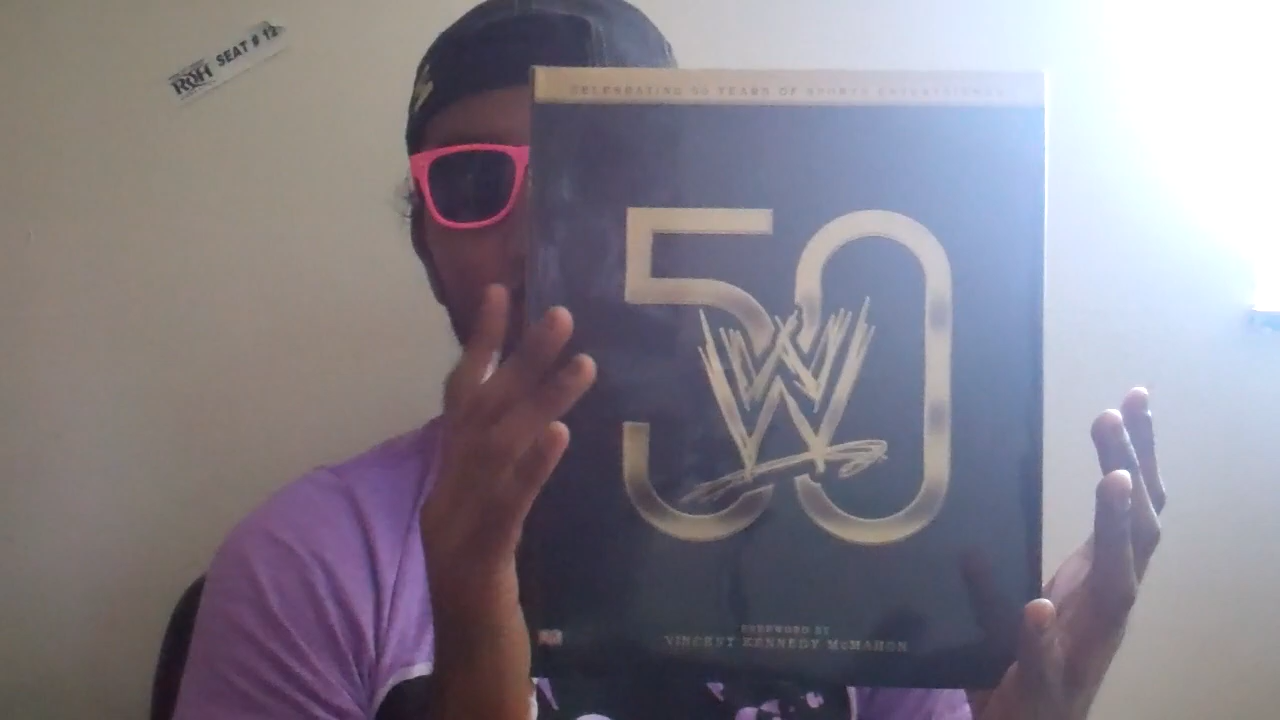 ROH SEAT # 12
CELEBRATING 50 YEARS OF SPORTS ENTERTAINMENT
50
W
FOREWORD BY
VINCENT KENNEDY McMAHON